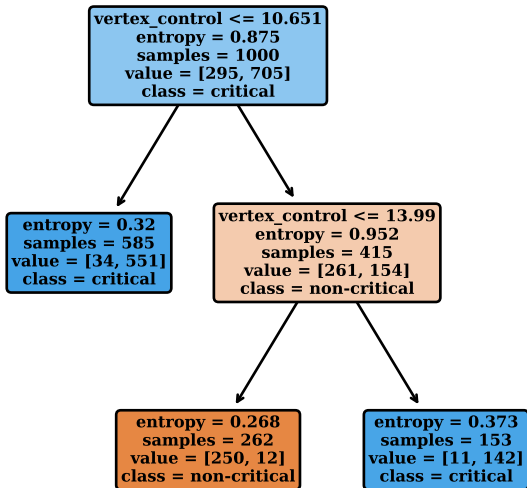 vertex_control <= 10.651
entropy = 0.875
samples = 1000
value = [295, 705]
class = critical
entropy = 0.32
samples = 585
value = [34, 551]
class = critical
vertex_control <= 13.99
entropy = 0.952
samples = 415
value = [261, 154]
class = non-critical
entropy = 0.268
samples = 262
value = [250, 12]
class = non-critical
entropy = 0.373
samples = 153
value = [11, 142]
class = critical